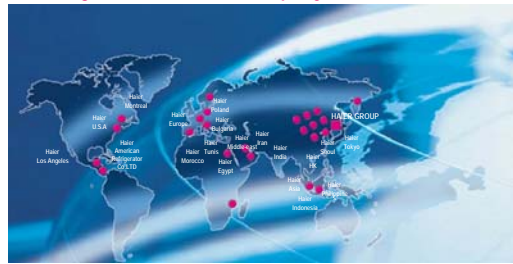 Haier
Montreal
Haier
U.S.A
Haier
Los Angeles
Haier
American
Refrigerator
Co'LTD
Haier
Poland
Haier
Europe
Haier
Bulgaria
Haier
Morocco
Haier
Tunis
Haier
Egypt
Haier
Middle east
Haier
Iran
Haier
India
HAIER GROUP
Haier
Shoul
Haier
Tokyo
Haier
HK
Haier
Asia
Haier
Haier
Indonesia